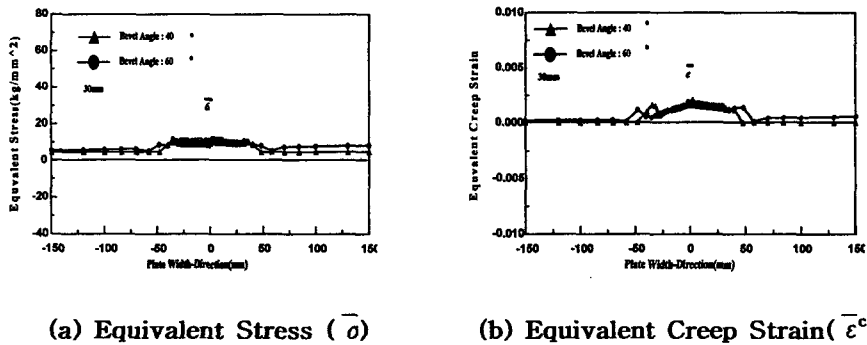 80
60
40
20
0
-20
-40
Equvalent Stress(kg/mm^2)
Bevel Angle : 40 °
Bevel Angle : 60 °
30mm
σ̅
-150 -100 -50 0 50 100 150
Plate Width-Direction(mm)
0.010
0.005
0.000
-0.005
-0.010
Equvalent Creep Strain
Bevel Angle : 40 °
Bevel Angle : 60 °
30mm
-150 -100 -50 0 50 100 150
Plate Width-Direction(mm)
(a) Equivalent Stress ( σ̅)
(b) Equivalent Creep Strain( ε̅ᶜ